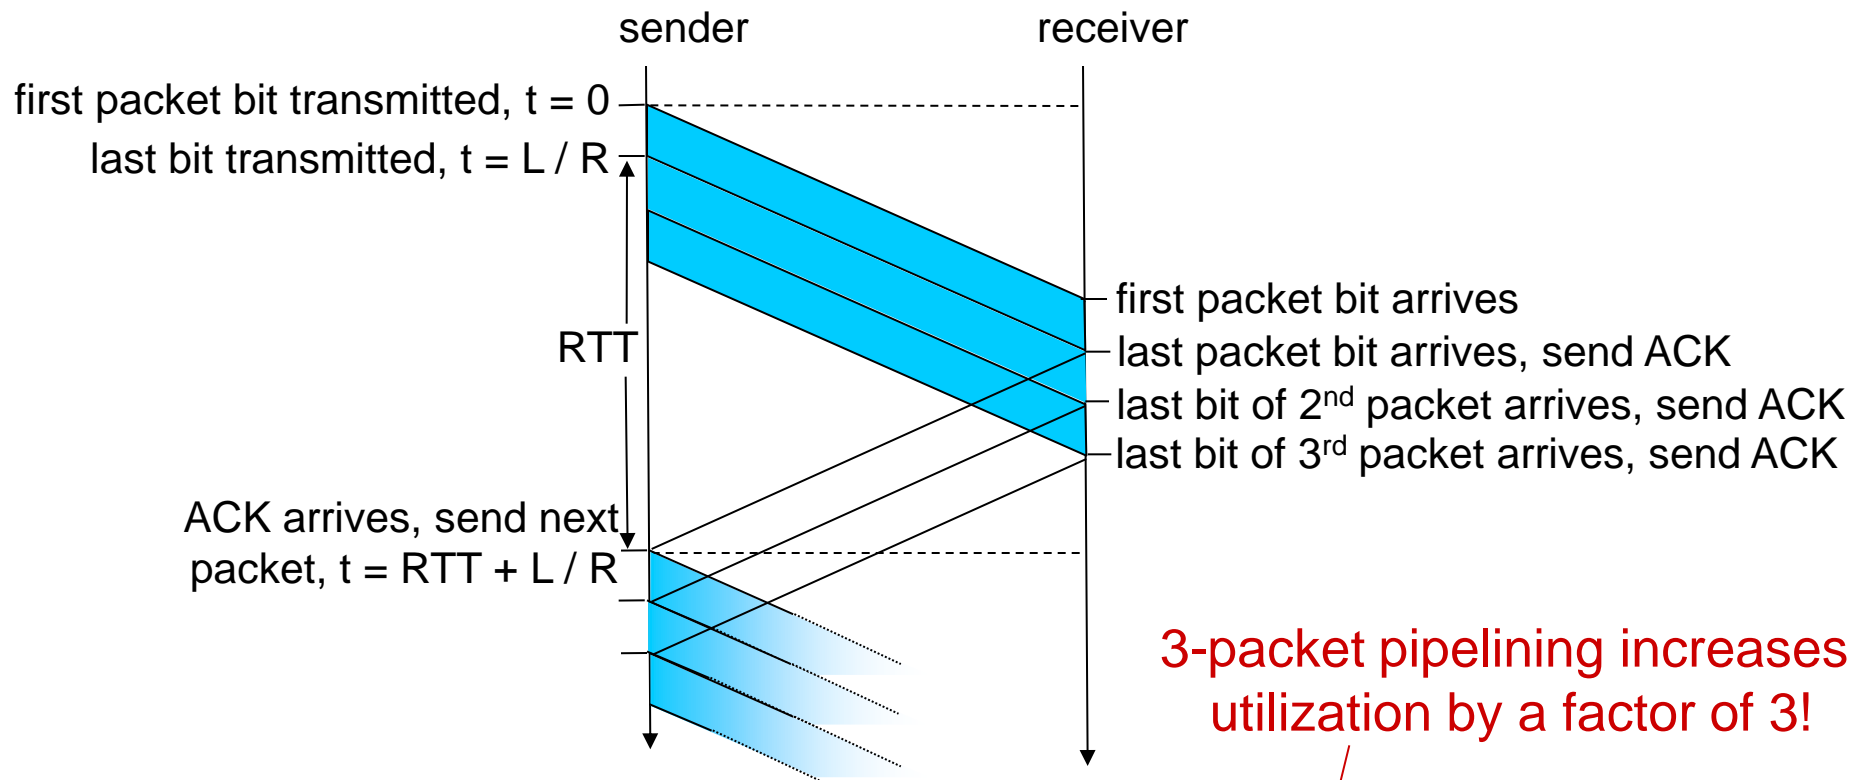 sender
receiver
first packet bit transmitted, t = 0
last bit transmitted, t = L / R
RTT
first packet bit arrives
last packet bit arrives, send ACK
last bit of 2nd packet arrives, send ACK
last bit of 3rd packet arrives, send ACK
ACK arrives, send next
packet, t = RTT + L / R
3-packet pipelining increases
utilization by a factor of 3!